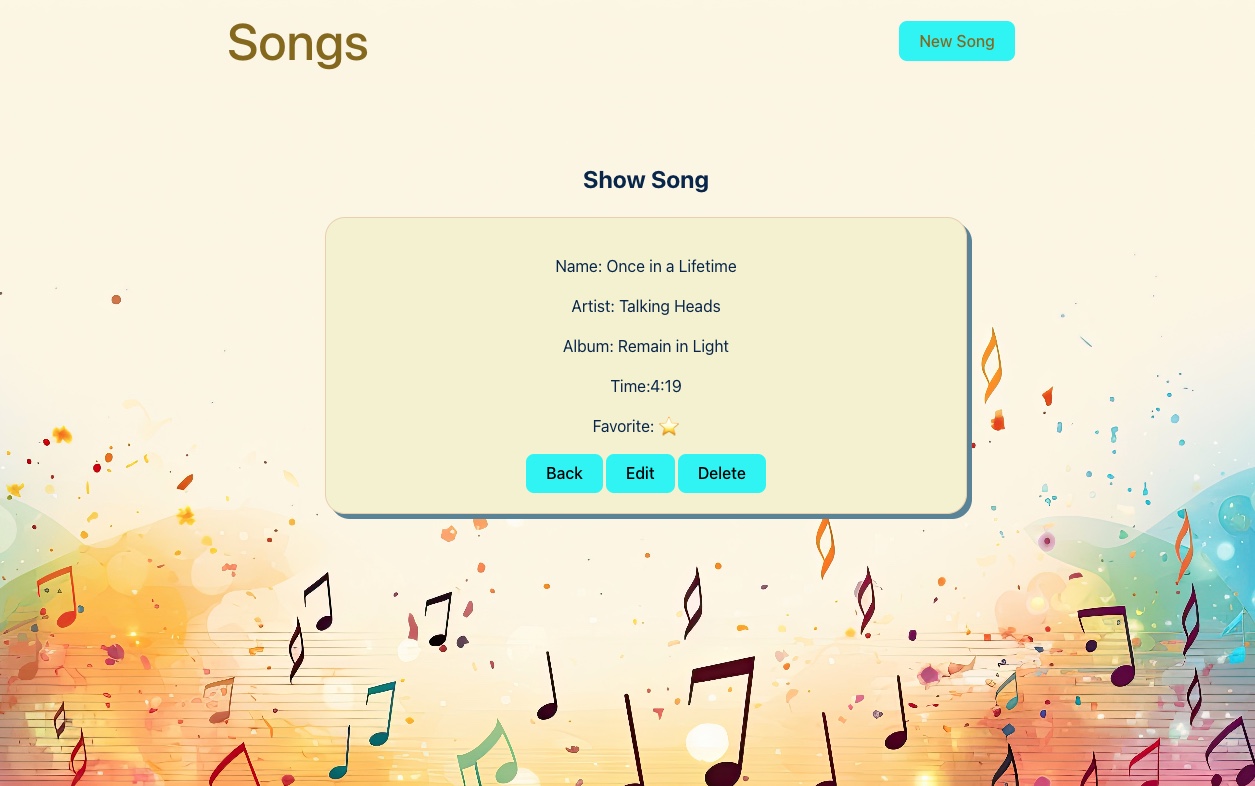 Songs
New Song
Show Song
Name: Once in a Lifetime
Artist: Talking Heads
Album: Remain in Light
Time:4:19
Favorite: ⭐
Back Edit Delete